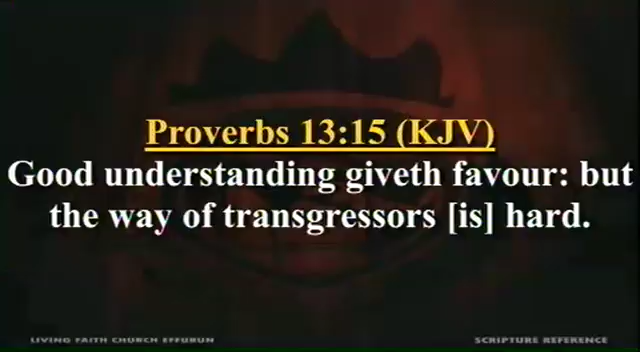 Proverbs 13:15 (KJV)
Good understanding giveth favour: but
the way of transgressors [is] hard.
LIVING FAITH CHURCH EFFURUN
SCRIPTURE REFERENCE